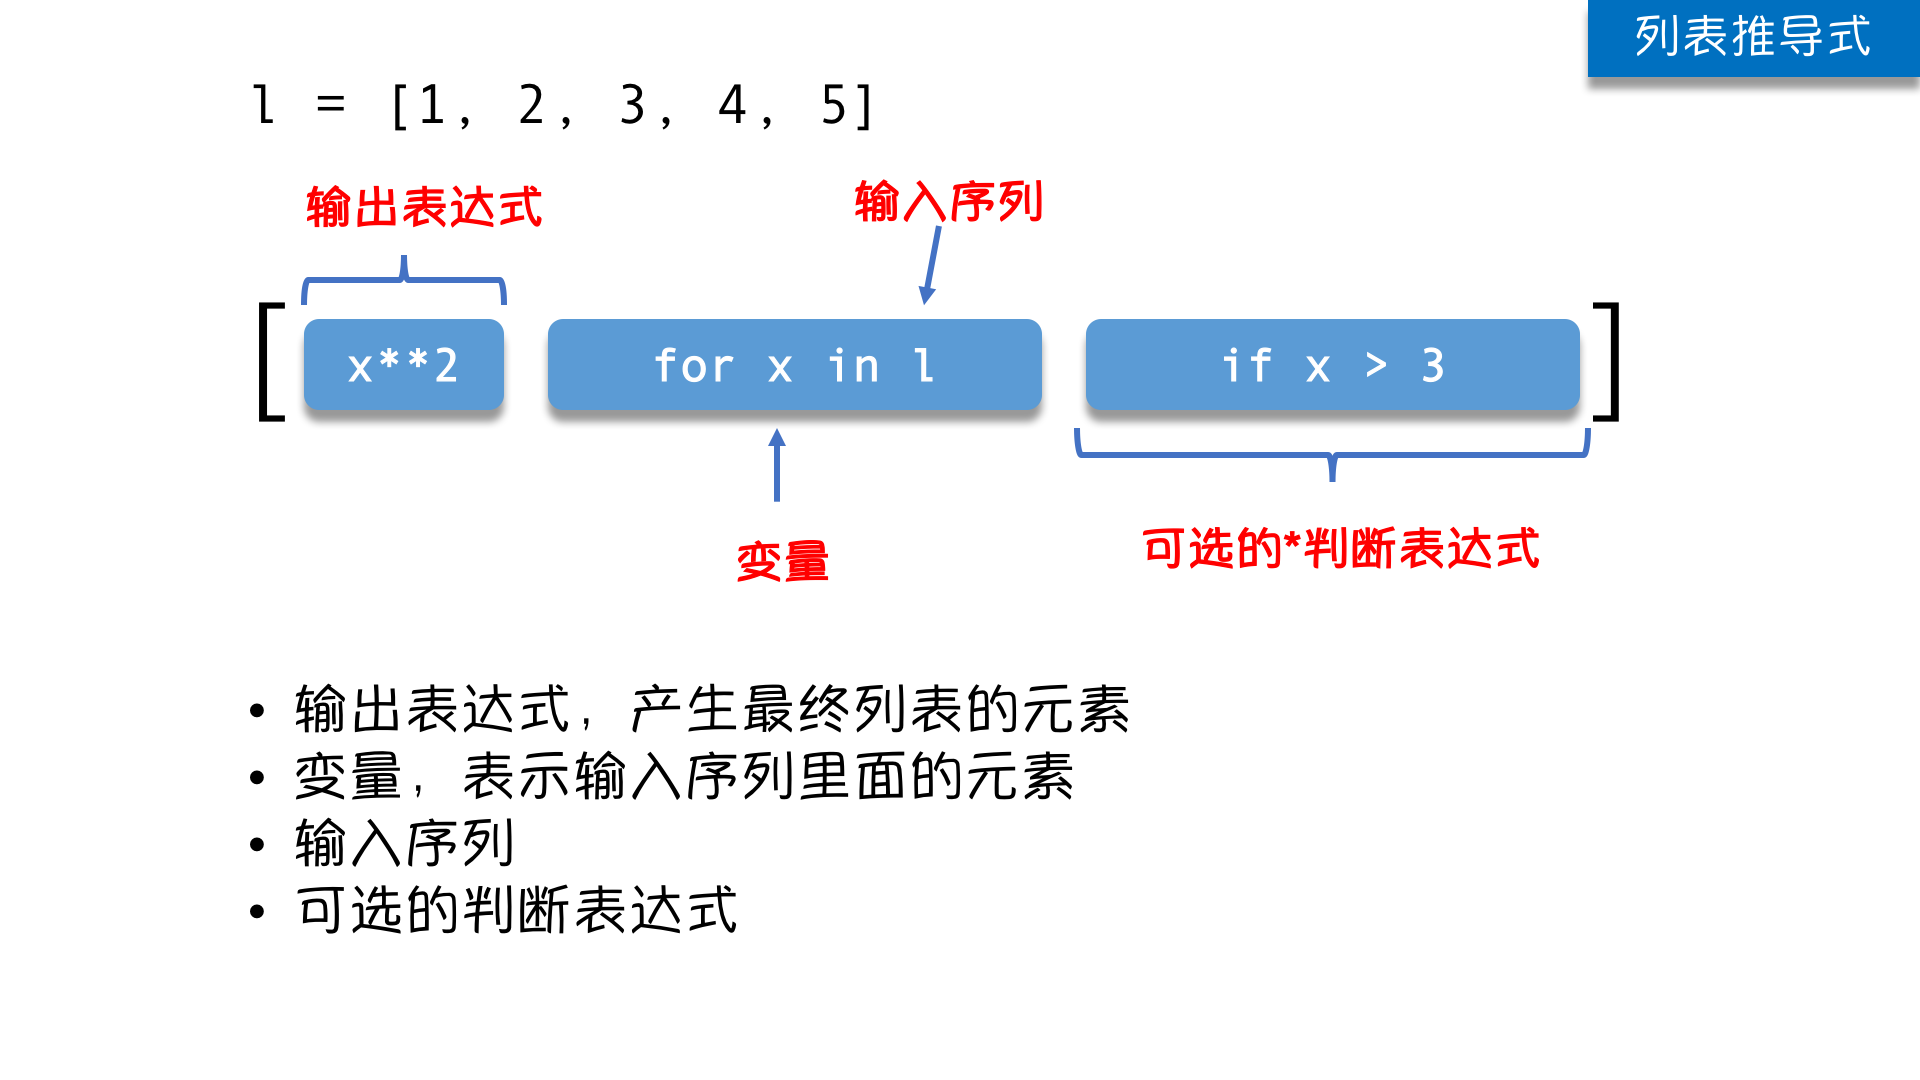 列表推导式
l = [1, 2, 3, 4, 5]
输出表达式
输入序列
[ x**2 for x in l if x > 3 ]
变量
可选的*判断表达式
• 输出表达式，产生最终列表的元素
• 变量，表示输入序列里面的元素
• 输入序列
• 可选的判断表达式